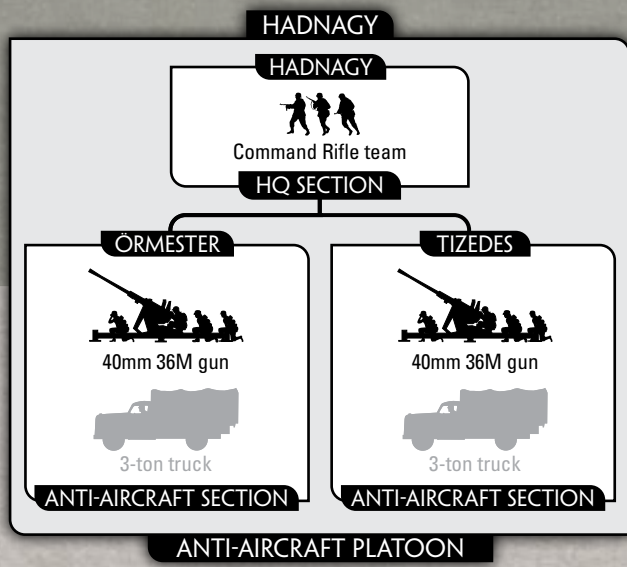 HADNAGY
HADNAGY
Command Rifle team
HQ SECTION
ÖRMESTER
40mm 36M gun
3-ton truck
ANTI-AIRCRAFT SECTION
TIZEDES
40mm 36M gun
3-ton truck
ANTI-AIRCRAFT SECTION
ANTI-AIRCRAFT PLATOON